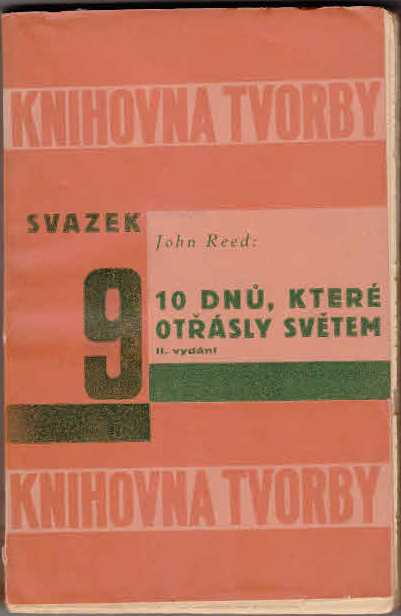 KNIHOVNA TVORBY
SVAZEK
9
John Reed:
10 DNŮ, KTERÉ
OTŘÁSLY SVĚTEM
II. vydání
KNIHOVNA TVORBY